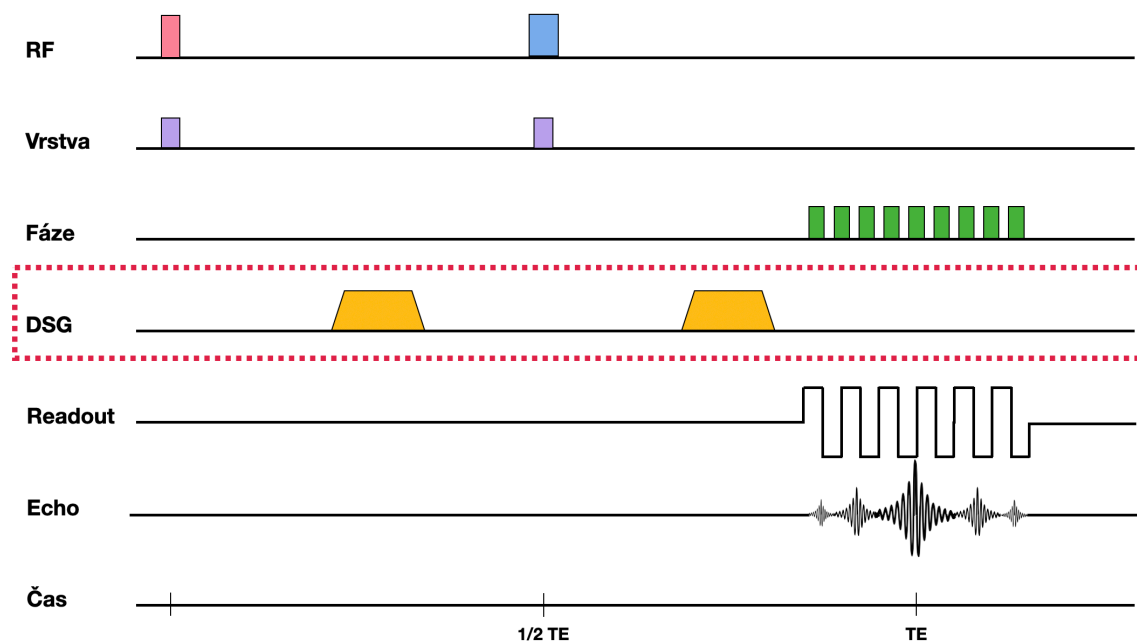 RF
Vrstva
Fáze
DSG
Readout
Echo
Čas
1/2 TE
TE